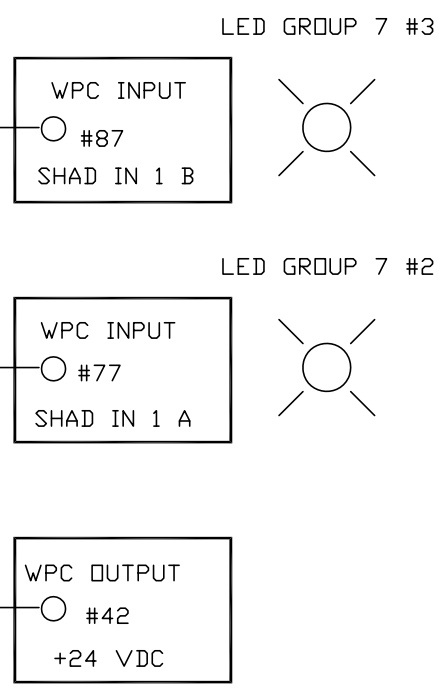 LED GROUP 7 #3
WPC INPUT
#87
SHAD IN 1 B
LED GROUP 7 #2
WPC INPUT
#77
SHAD IN 1 A
WPC OUTPUT
#42
+24 VDC